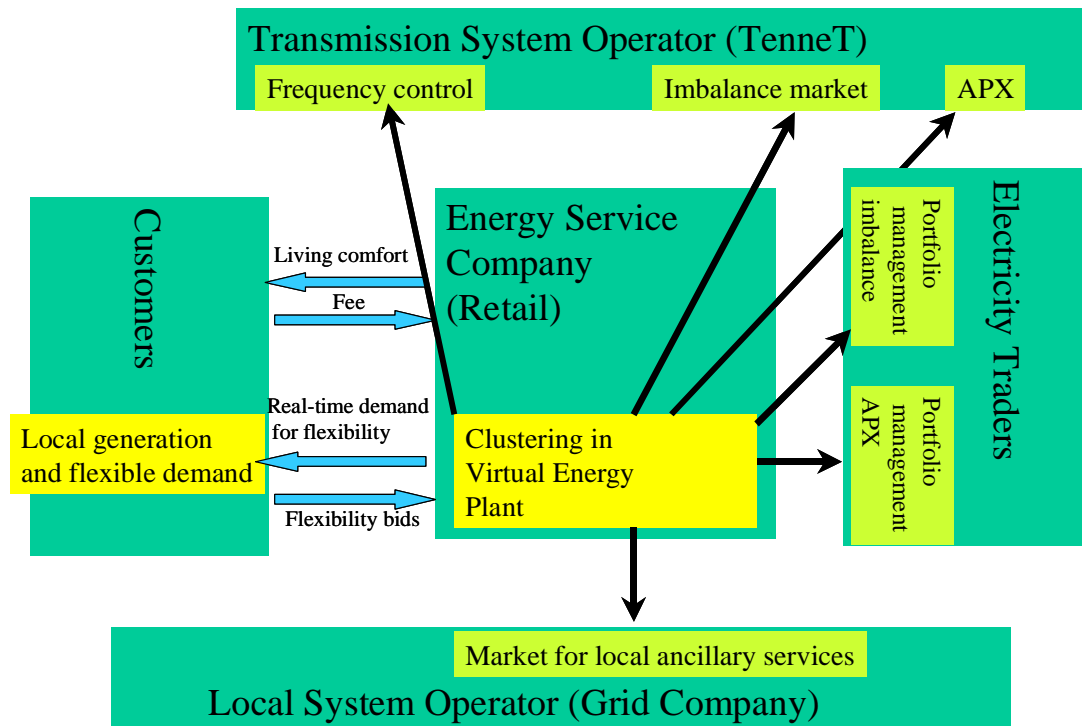 Transmission System Operator (TenneT)
Frequency control
Imbalance market
APX
Customers
Living comfort
Fee
Real-time demand
for flexibility
Flexibility bids
Local generation
and flexible demand
Energy Service
Company
(Retail)
Clustering in
Virtual Energy
Plant
Electricity Traders
Portfolio
management
imbalance
Portfolio
management
APX
Market for local ancillary services
Local System Operator (Grid Company)